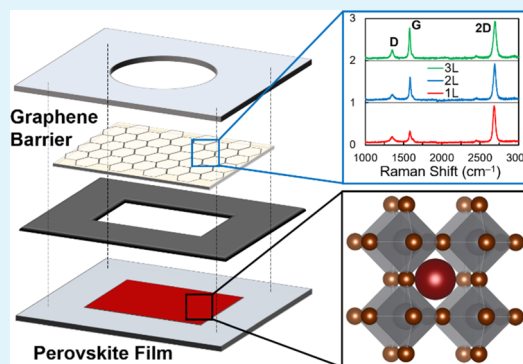 3
2
1
0
D
G
2D
3L
2L
1L
1000
1500
2000
2500
300
Raman Shift (cm⁻¹)
Graphene
Barrier
Perovskite Film